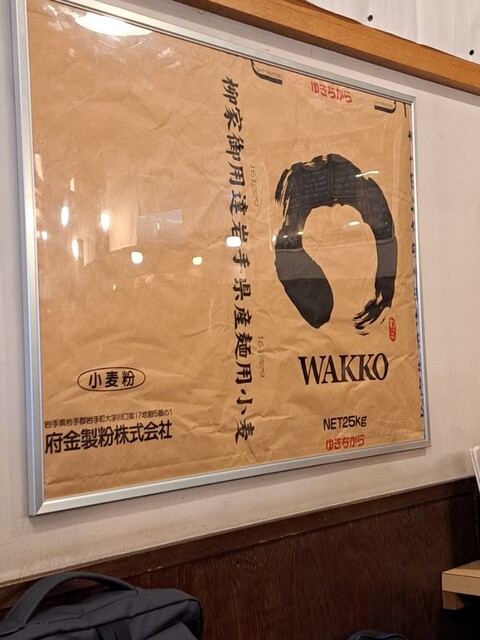 ゆきちから
柳家御用達岩手県産麺用小麦
161229
161229
WAKKO
NET25kg
ゆきちから
小麦粉
岩手県岩手郡岩手町大字川口第17地割5番の1
府金製粉株式会社